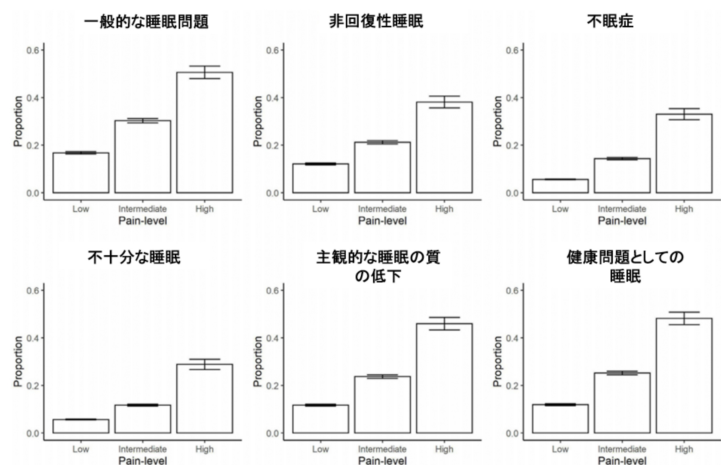 一般的な睡眠問題
0.6
0.4
0.2
0.0
Proportion
Low Intermediate High
Pain-level
非回復性睡眠
0.6
0.4
0.2
0.0
Proportion
Low Intermediate High
Pain-level
不眠症
0.6
0.4
0.2
0.0
Proportion
Low Intermediate High
Pain-level
不十分な睡眠
0.6
0.4
0.2
0.0
Proportion
Low Intermediate High
Pain-level
主観的な睡眠の質
の低下
0.6
0.4
0.2
0.0
Proportion
Low Intermediate High
Pain-level
健康問題としての
睡眠
0.6
0.4
0.2
0.0
Proportion
Low Intermediate High
Pain-level